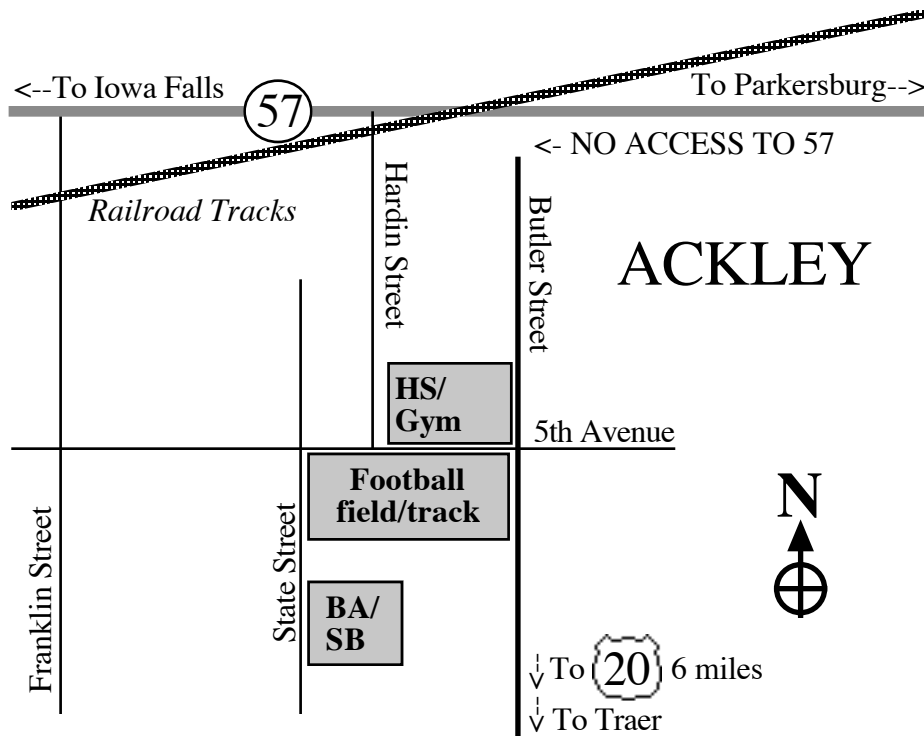 <--To Iowa Falls
57
To Parkersburg-->
<- NO ACCESS TO 57
Railroad Tracks
Hardin Street
Butler Street
ACKLEY
HS/
Gym
5th Avenue
Football
field/track
N
Franklin Street
State Street
BA/
SB
To 20 6 miles
To Traer